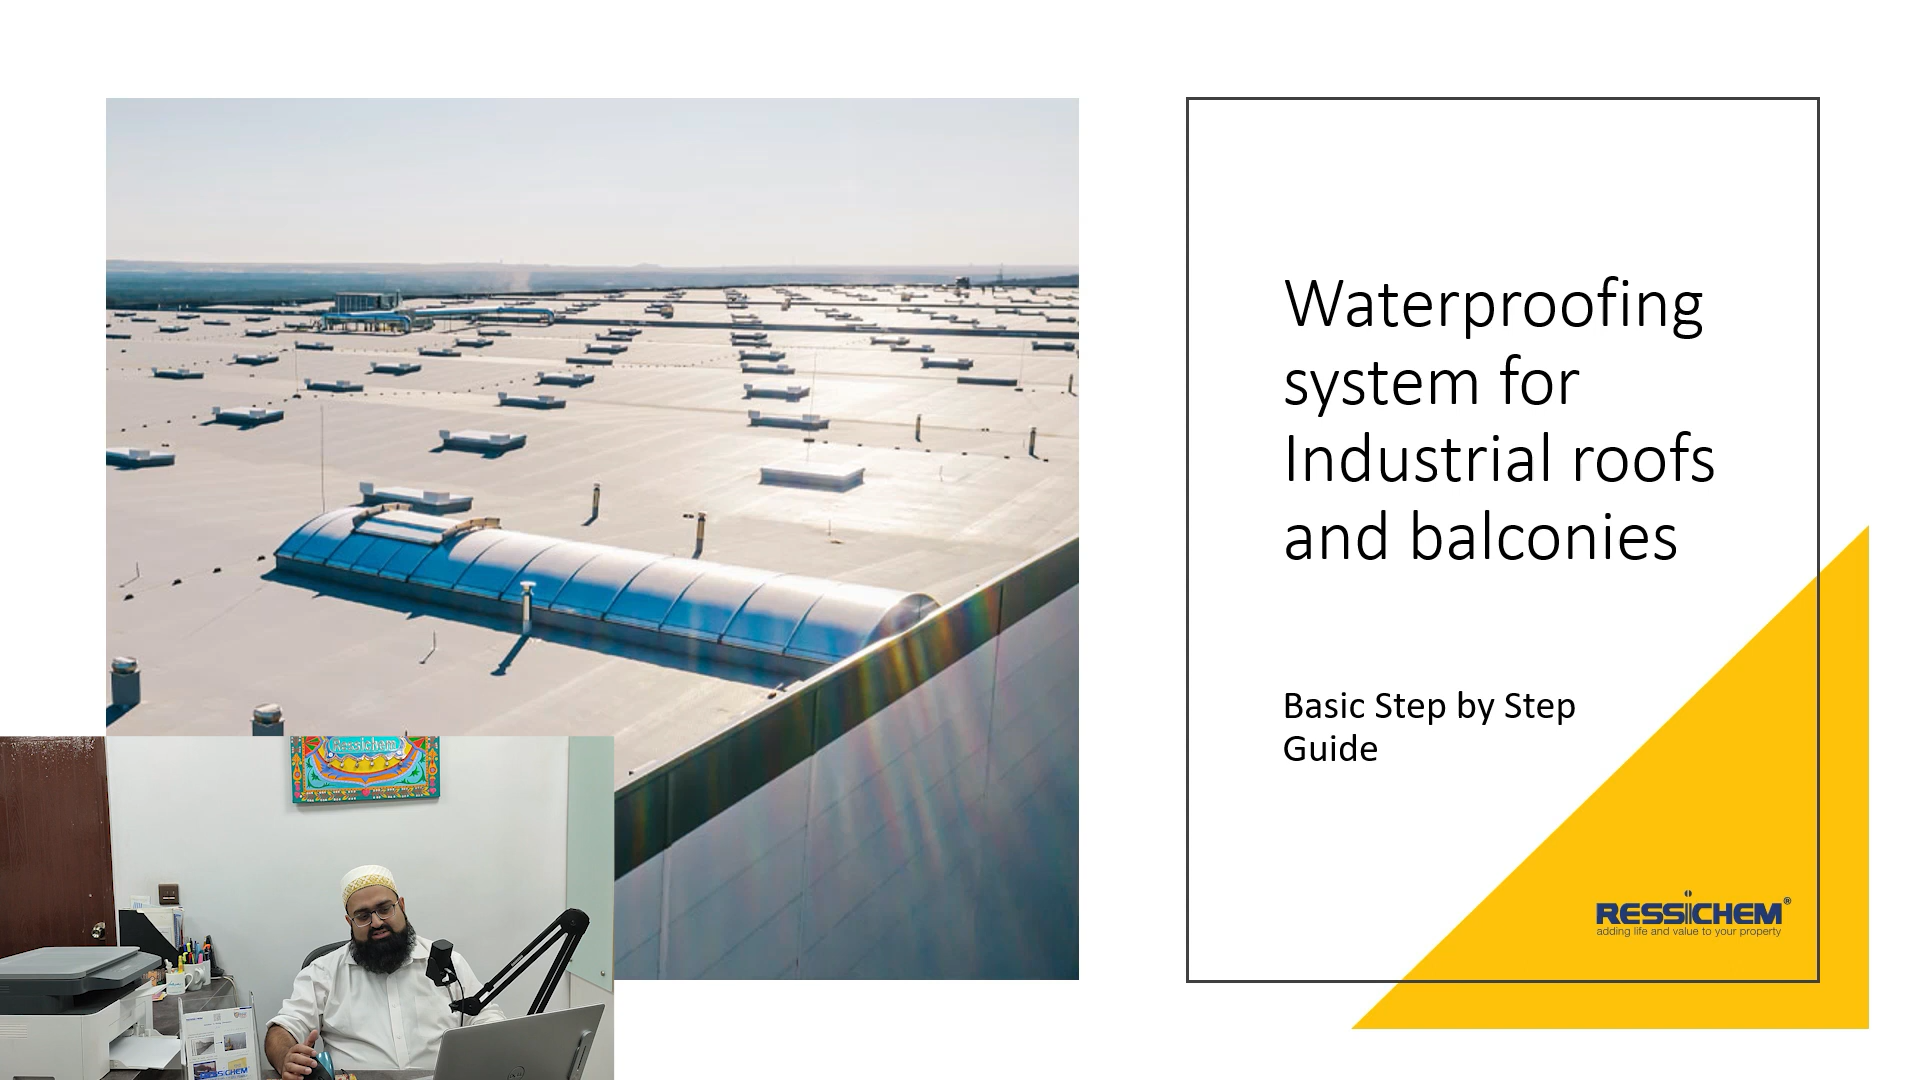 Waterproofing
system for
Industrial roofs
and balconies
Basic Step by Step
Guide
RESSICHEM®
adding life and value to your property
Ressichem